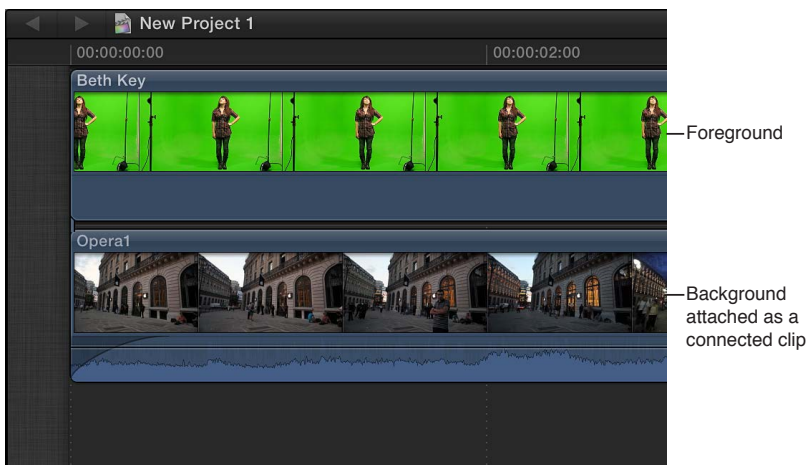 New Project 1
00:00:00:00
00:00:02:00
Beth Key
Foreground
Opera1
Background
attached as a
connected clip